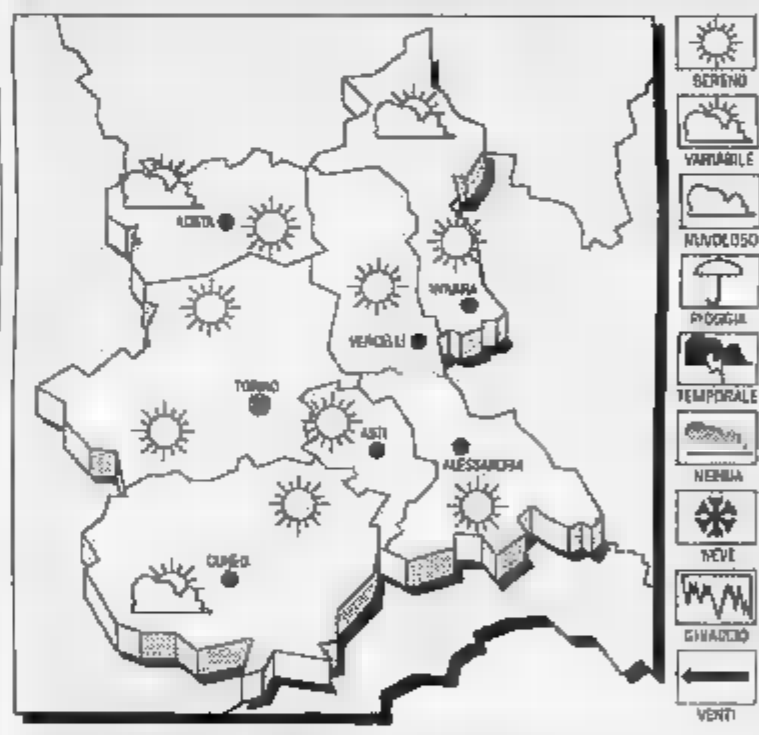 SERENO
VARIABILE
NUVOLOSO
PIOGGIA
TEMPORALE
NEBBIA
NEVE
GHIACCIO
VENTI
AOSTA
NOVARA
VERCELLI
TORINO
ASTI
ALESSANDRIA
CUNEO